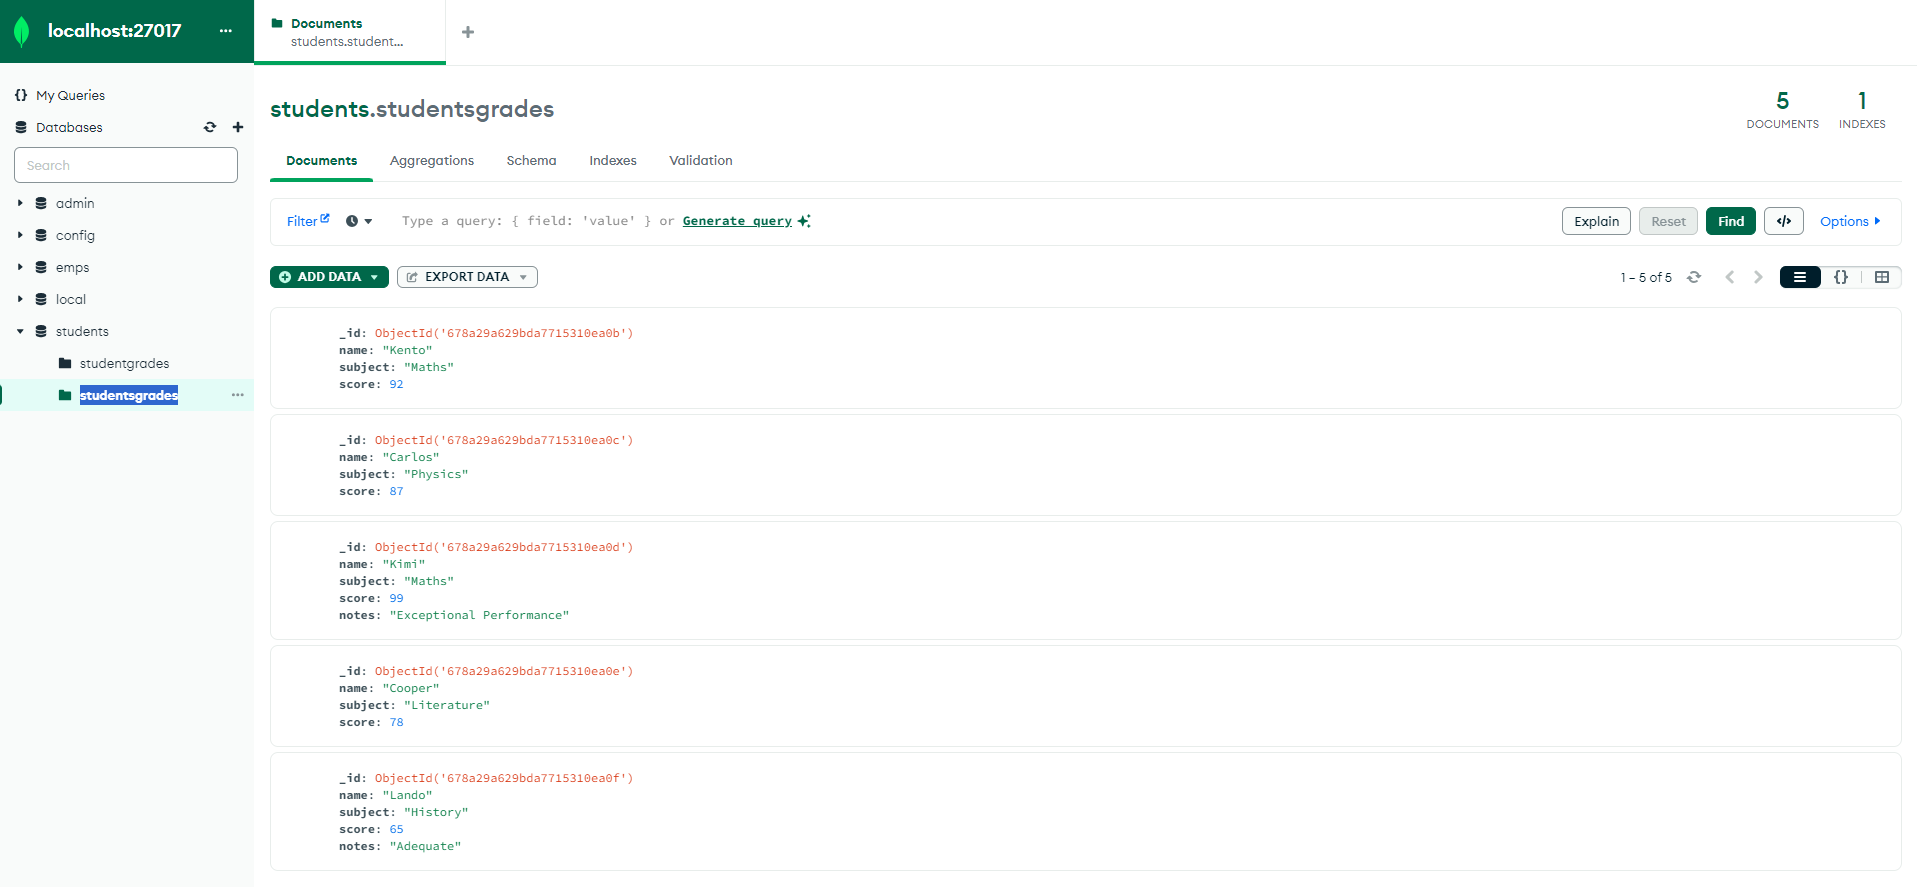 localhost:27017
Documents
students.student...
My Queries
Databases
Search
admin
config
emps
local
students
studentgrades
studentsgrades
students.studentsgrades
5
DOCUMENTS
1
INDEXES
Documents Aggregations Schema Indexes Validation
Filter
Type a query: { field: 'value' } or Generate query
Explain Reset Find </> Options
ADD DATA EXPORT DATA
1 – 5 of 5
_id: ObjectId('678a29a629bda7715310ea0b')
name: "Kento"
subject: "Maths"
score: 92
_id: ObjectId('678a29a629bda7715310ea0c')
name: "Carlos"
subject: "Physics"
score: 87
_id: ObjectId('678a29a629bda7715310ea0d')
name: "Kimi"
subject: "Maths"
score: 99
notes: "Exceptional Performance"
_id: ObjectId('678a29a629bda7715310ea0e')
name: "Cooper"
subject: "Literature"
score: 78
_id: ObjectId('678a29a629bda7715310ea0f')
name: "Lando"
subject: "History"
score: 65
notes: "Adequate"